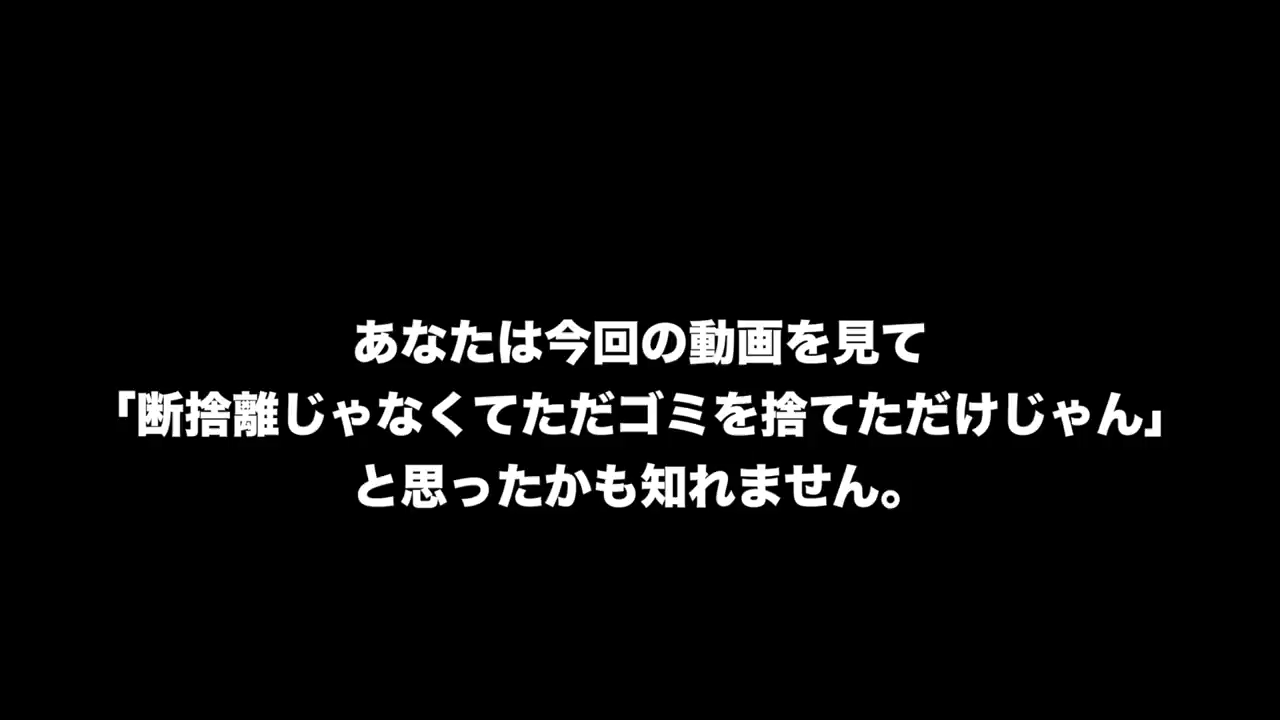 あなたは今回の動画を見て
「断捨離じゃなくてただゴミを捨てただけじゃん」
と思ったかも知れません。